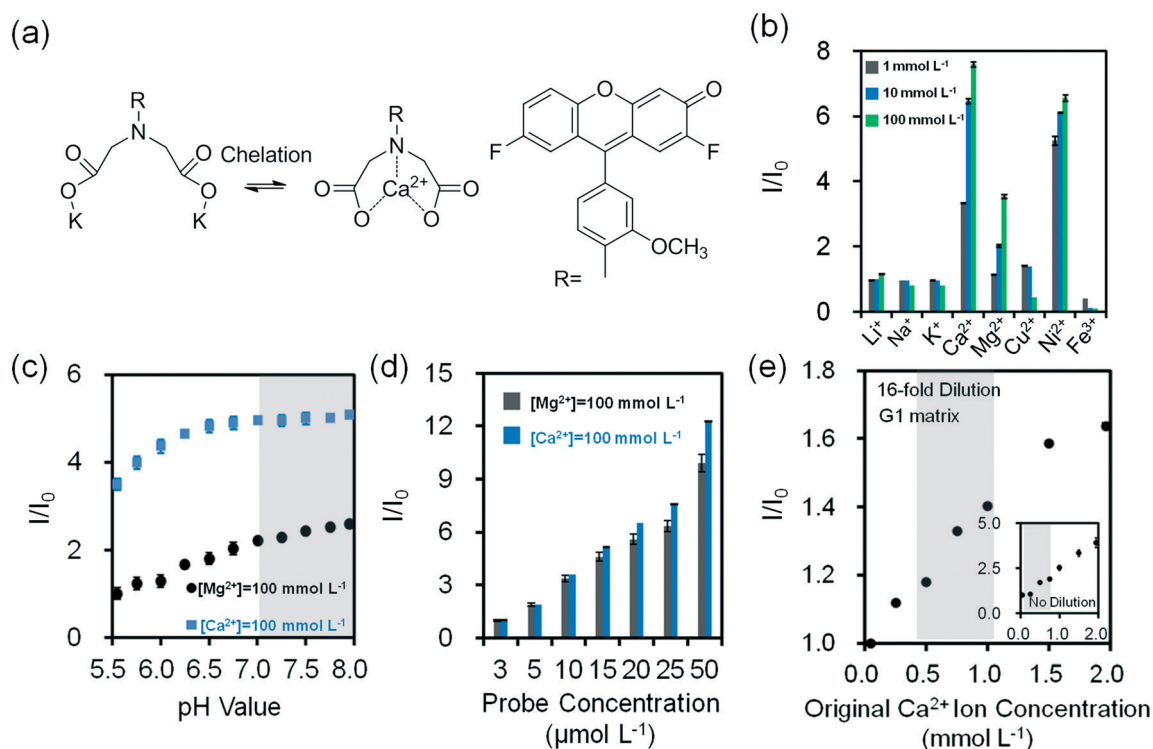 (a)
R
N
O
O
O
O
K
K
Chelation
R
N
Ca²⁺
O
O
O
O
O
O
F
F
OCH₃
R=
(b)
I/I₀
8
6
4
2
0
1 mmol L⁻¹
10 mmol L⁻¹
100 mmol L⁻¹
Li⁺ Na⁺ K⁺ Ca²⁺ Mg²⁺ Cu²⁺ Ni²⁺ Fe³⁺
(c)
I/I₀
6
4
2
0
[Mg²⁺]=100 mmol L⁻¹
[Ca²⁺]=100 mmol L⁻¹
5.5 6.0 6.5 7.0 7.5 8.0
pH Value
(d)
I/I₀
15
12
9
6
3
0
[Mg²⁺]=100 mmol L⁻¹
[Ca²⁺]=100 mmol L⁻¹
3 5 10 15 20 25 50
Probe Concentration
(μmol L⁻¹)
(e)
I/I₀
1.8
1.6
1.4
1.2
1.0
16-fold Dilution
G1 matrix
5.0
2.5
0.0
No Dilution
0.0 1.0 2.0
0.0 0.5 1.0 1.5 2.0
Original Ca²⁺ Ion Concentration
(mmol L⁻¹)